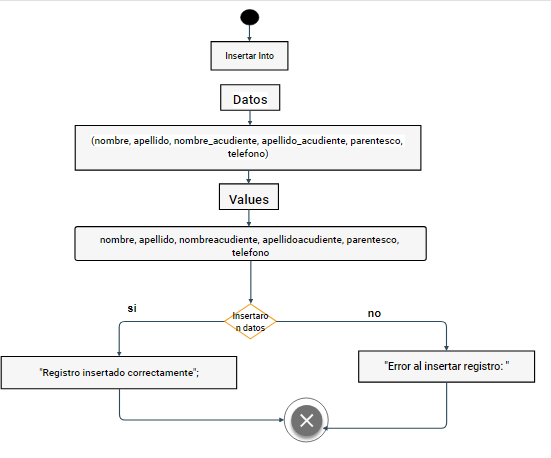 Insertar Into
Datos
(nombre, apellido, nombre_acudiente, apellido_acudiente, parentesco,
telefono)
Values
nombre, apellido, nombreacudiente, apellidoacudiente, parentesco,
telefono
si
Insertaro
n datos
no
"Registro insertado correctamente";
"Error al insertar registro: "